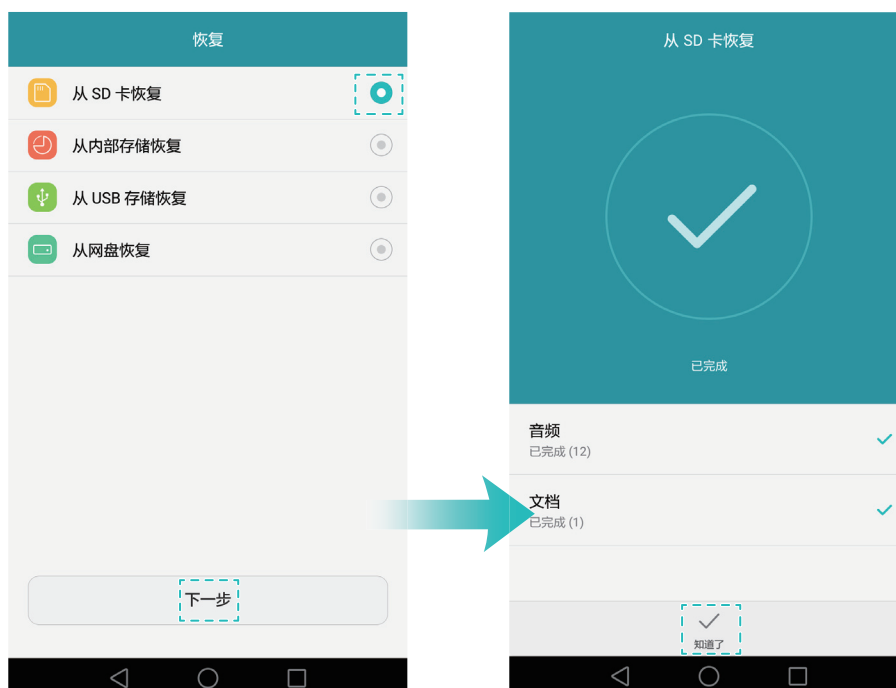 恢复
从 SD 卡恢复
从内部存储恢复
从 USB 存储恢复
从网盘恢复
下一步
从 SD 卡恢复
已完成
音频
已完成 (12)
文档
已完成 (1)
知道了